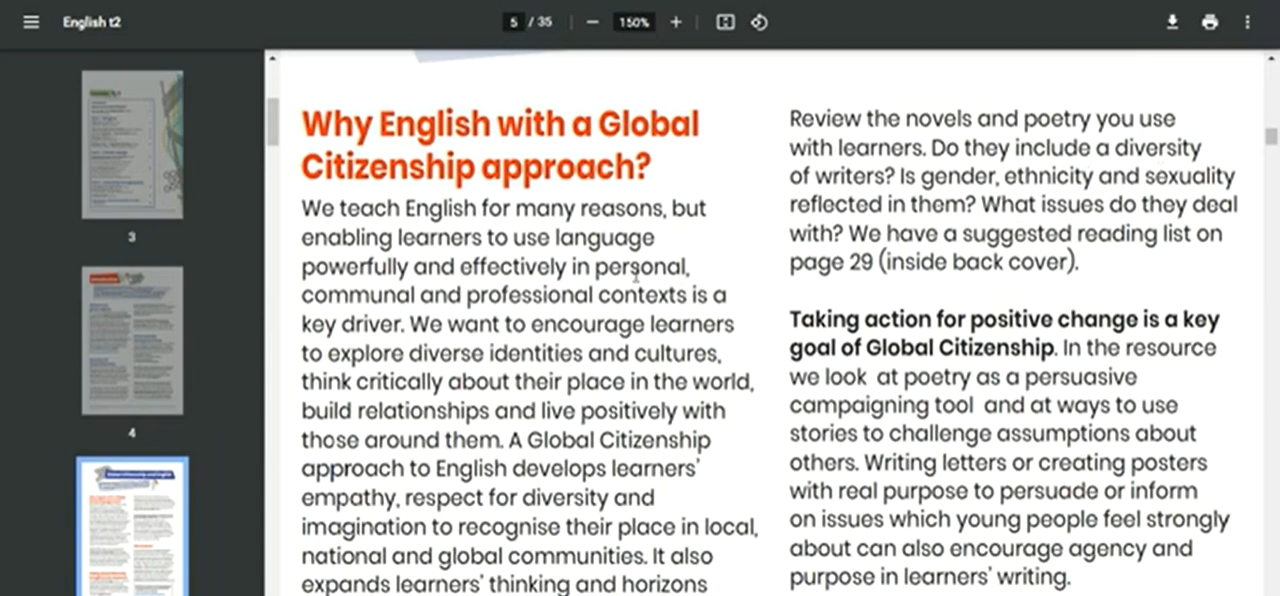 English t2
5 / 35
150%
3
4
Why English with a Global
Citizenship approach?
We teach English for many reasons, but
enabling learners to use language
powerfully and effectively in personal,
communal and professional contexts is a
key driver. We want to encourage learners
to explore diverse identities and cultures,
think critically about their place in the world,
build relationships and live positively with
those around them. A Global Citizenship
approach to English develops learners'
empathy, respect for diversity and
imagination to recognise their place in local,
national and global communities. It also
expands learners' thinking and horizons
Review the novels and poetry you use
with learners. Do they include a diversity
of writers? Is gender, ethnicity and sexuality
reflected in them? What issues do they deal
with? We have a suggested reading list on
page 29 (inside back cover).
Taking action for positive change is a key
goal of Global Citizenship. In the resource
we look at poetry as a persuasive
campaigning tool and at ways to use
stories to challenge assumptions about
others. Writing letters or creating posters
with real purpose to persuade or inform
on issues which young people feel strongly
about can also encourage agency and
purpose in learners' writing.